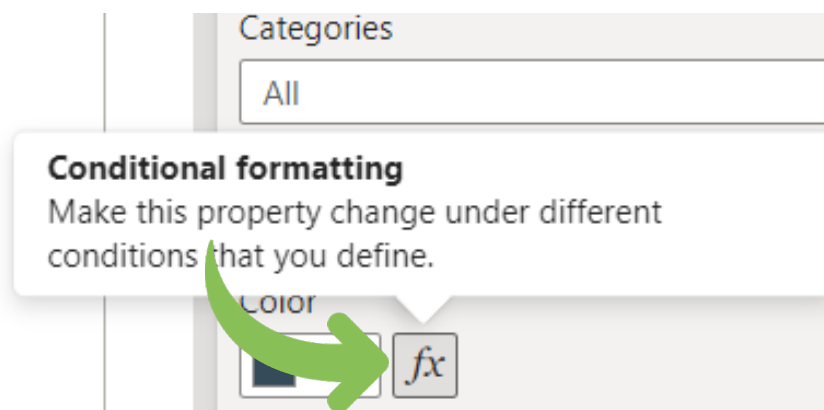 Categories
All
Conditional formatting
Make this property change under different
conditions that you define.
Color
fx